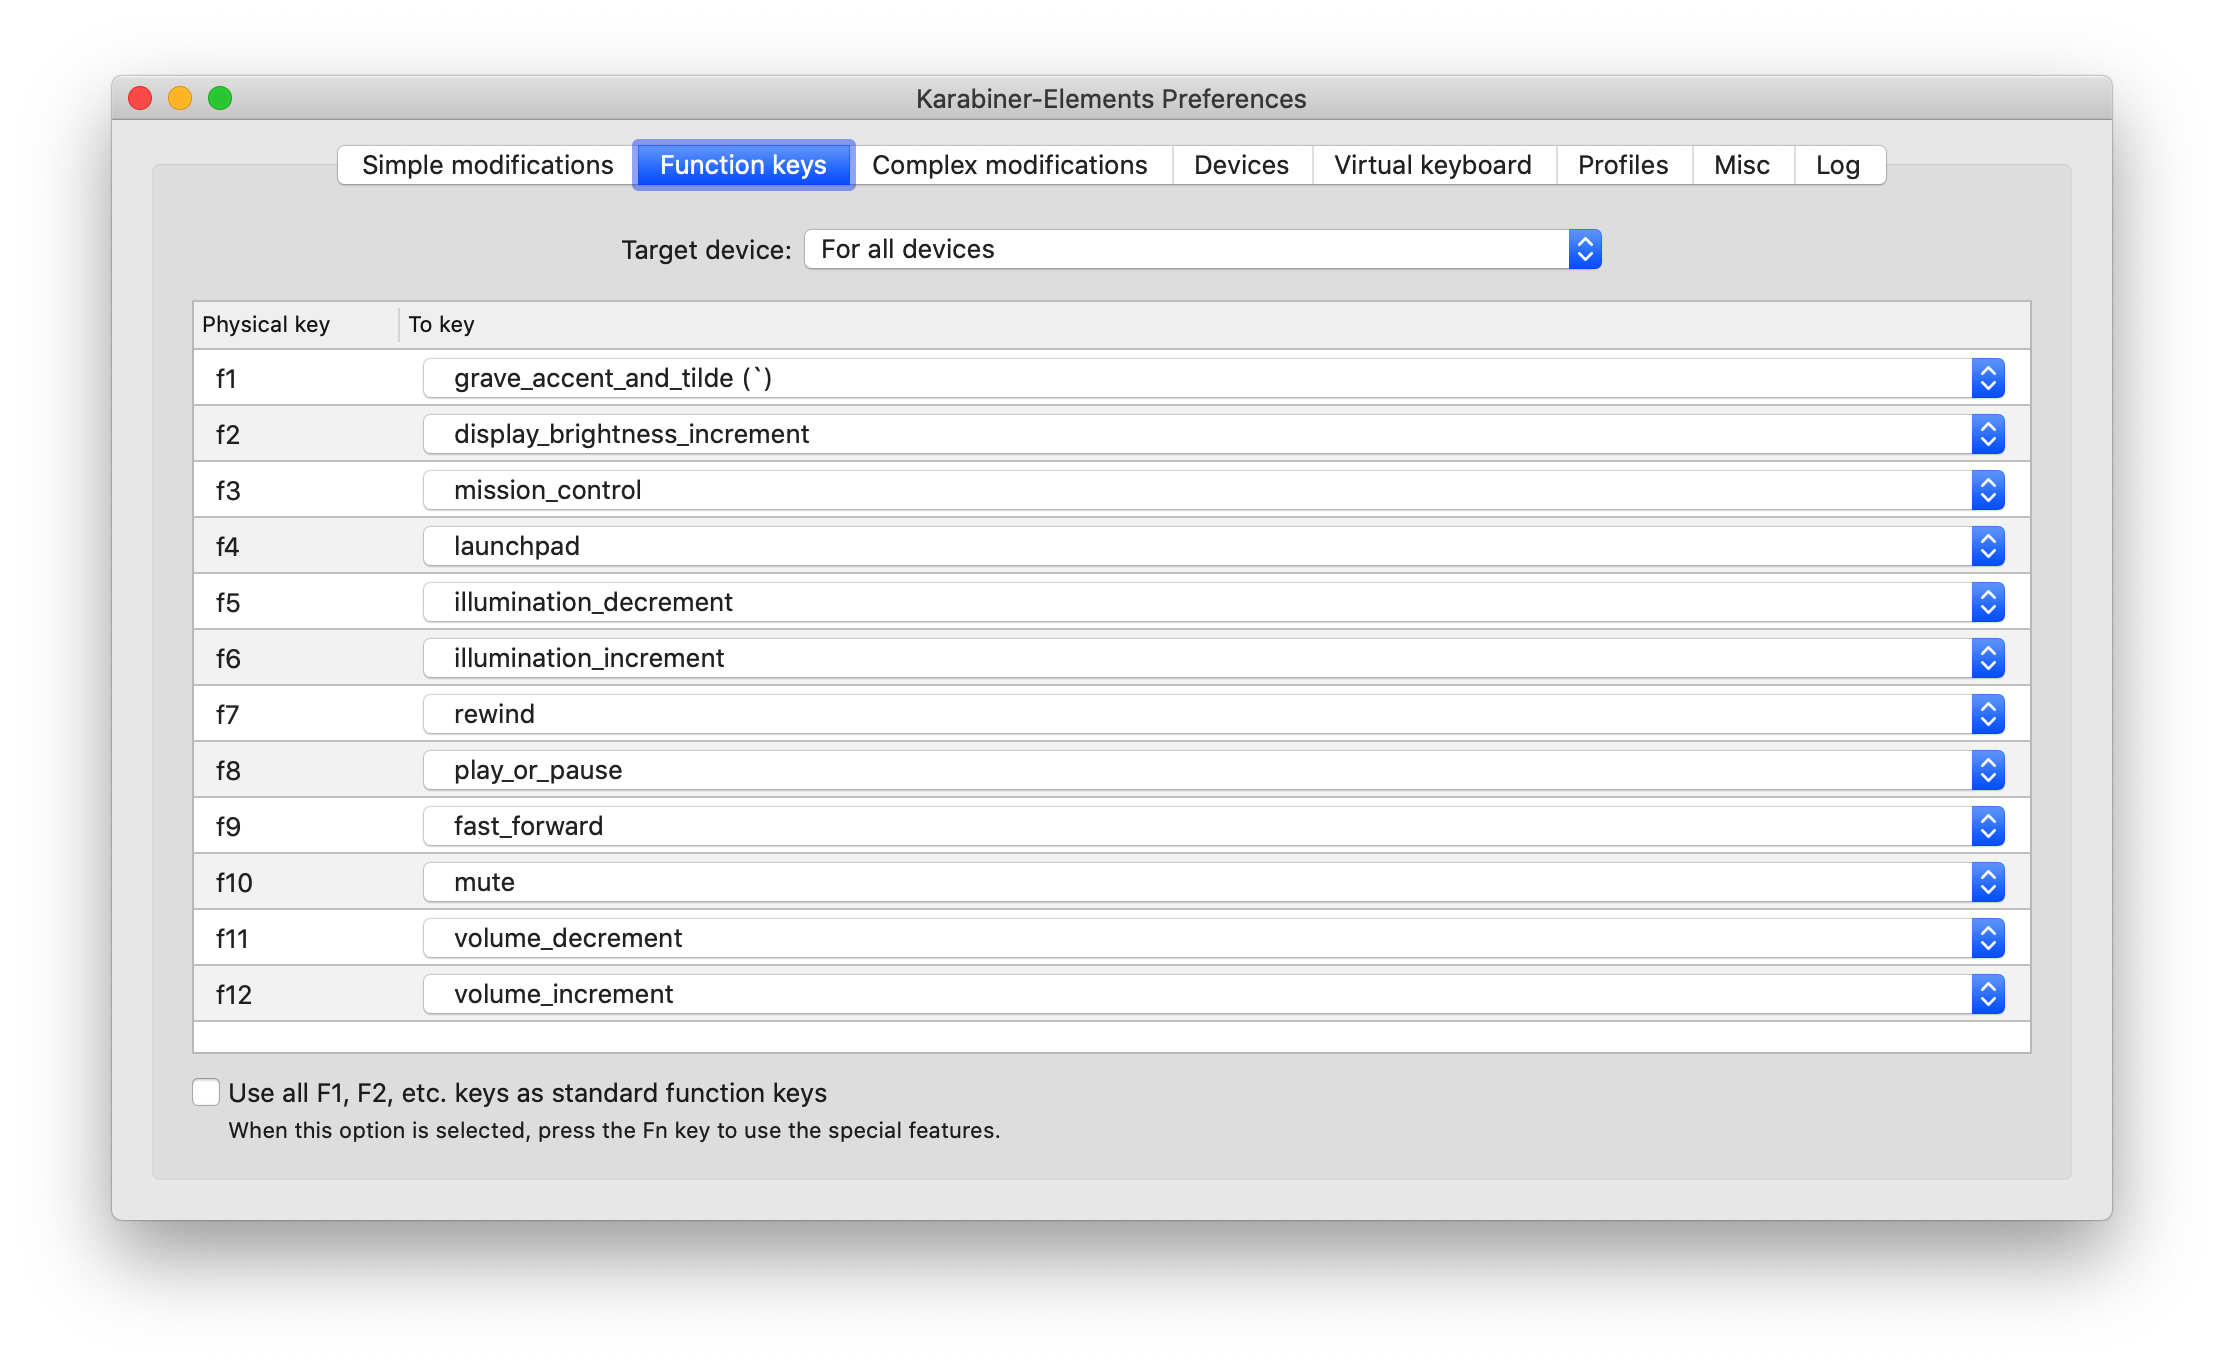 Karabiner-Elements Preferences
Simple modifications Function keys Complex modifications Devices Virtual keyboard Profiles Misc Log
Target device: For all devices
Physical key To key
f1 grave_accent_and_tilde (`)
f2 display_brightness_increment
f3 mission_control
f4 launchpad
f5 illumination_decrement
f6 illumination_increment
f7 rewind
f8 play_or_pause
f9 fast_forward
f10 mute
f11 volume_decrement
f12 volume_increment
Use all F1, F2, etc. keys as standard function keys
When this option is selected, press the Fn key to use the special features.